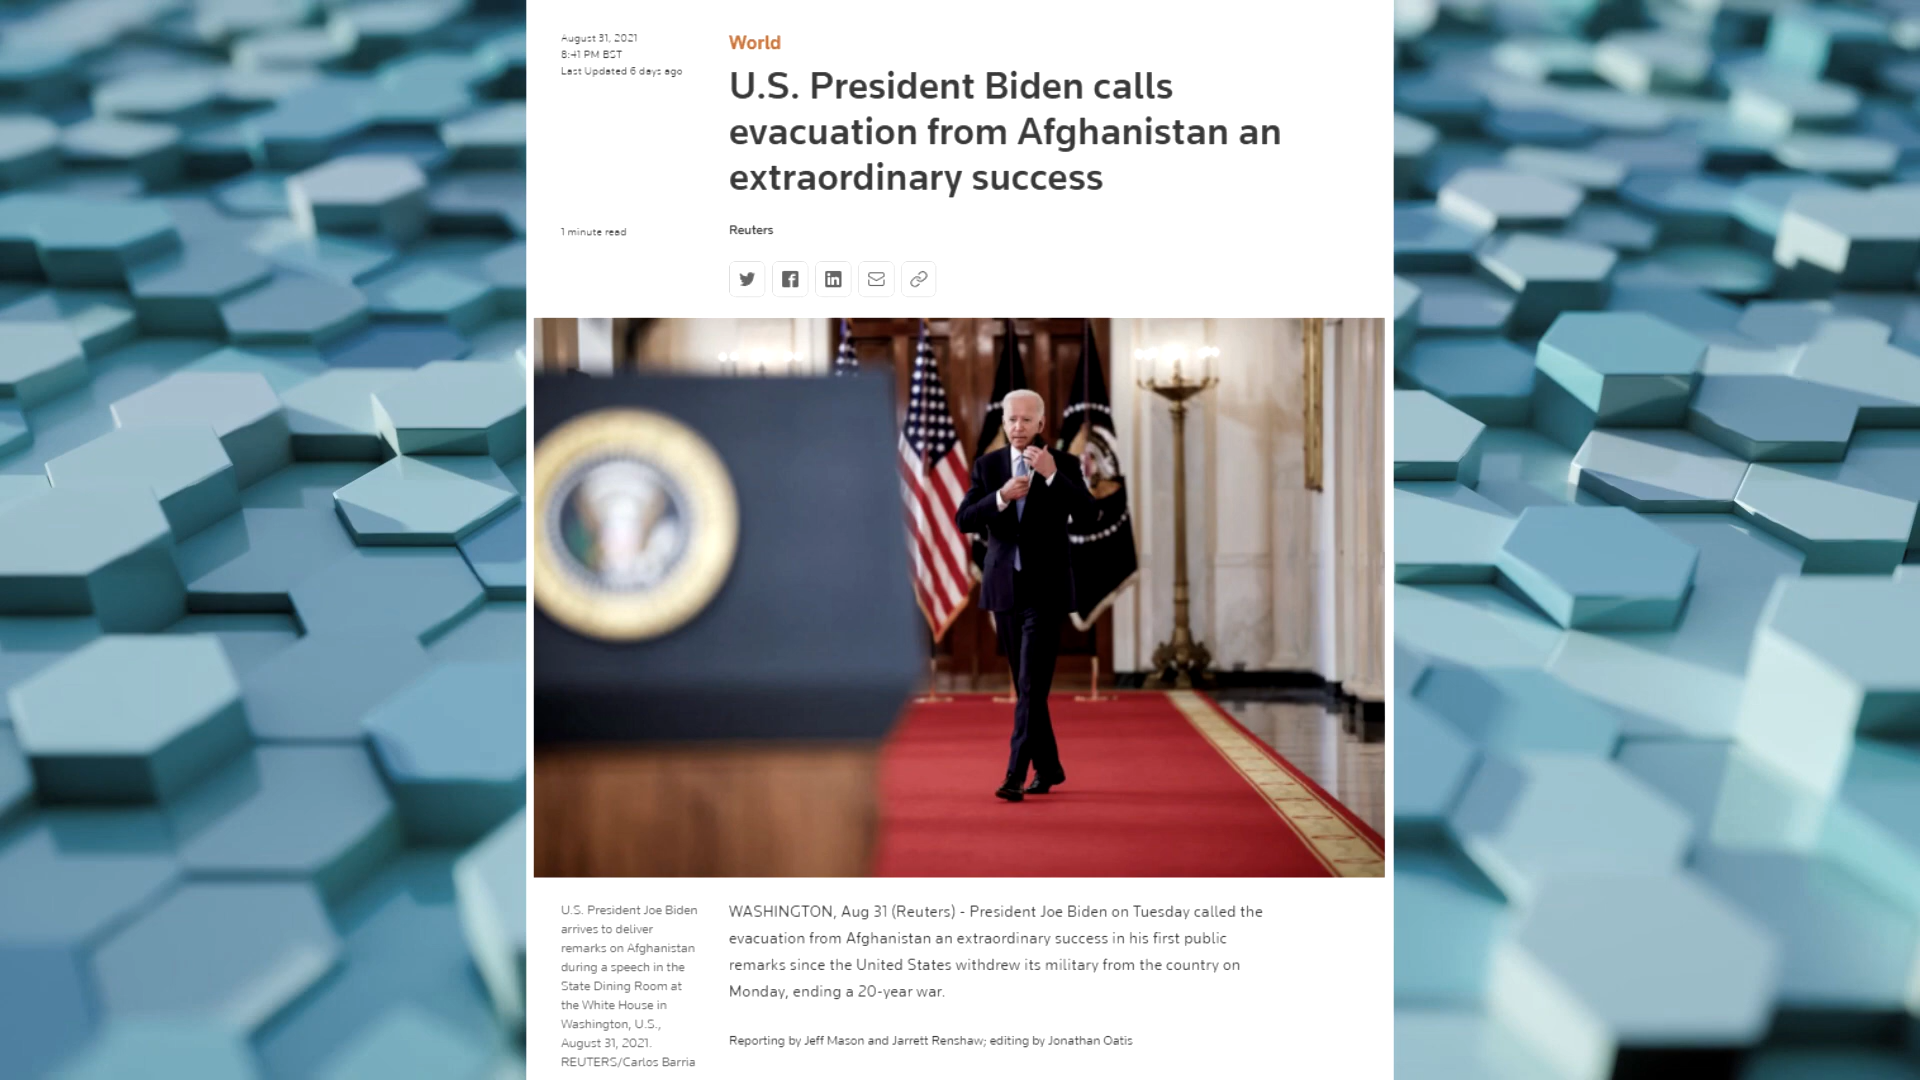 August 31, 2021
8:41 PM BST
Last Updated 6 days ago
World
U.S. President Biden calls
evacuation from Afghanistan an
extraordinary success
1 minute read
Reuters
U.S. President Joe Biden
arrives to deliver
remarks on Afghanistan
during a speech in the
State Dining Room at
the White House in
Washington, U.S.,
August 31, 2021.
REUTERS/Carlos Barria
WASHINGTON, Aug 31 (Reuters) - President Joe Biden on Tuesday called the
evacuation from Afghanistan an extraordinary success in his first public
remarks since the United States withdrew its military from the country on
Monday, ending a 20-year war.
Reporting by Jeff Mason and Jarrett Renshaw; editing by Jonathan Oatis